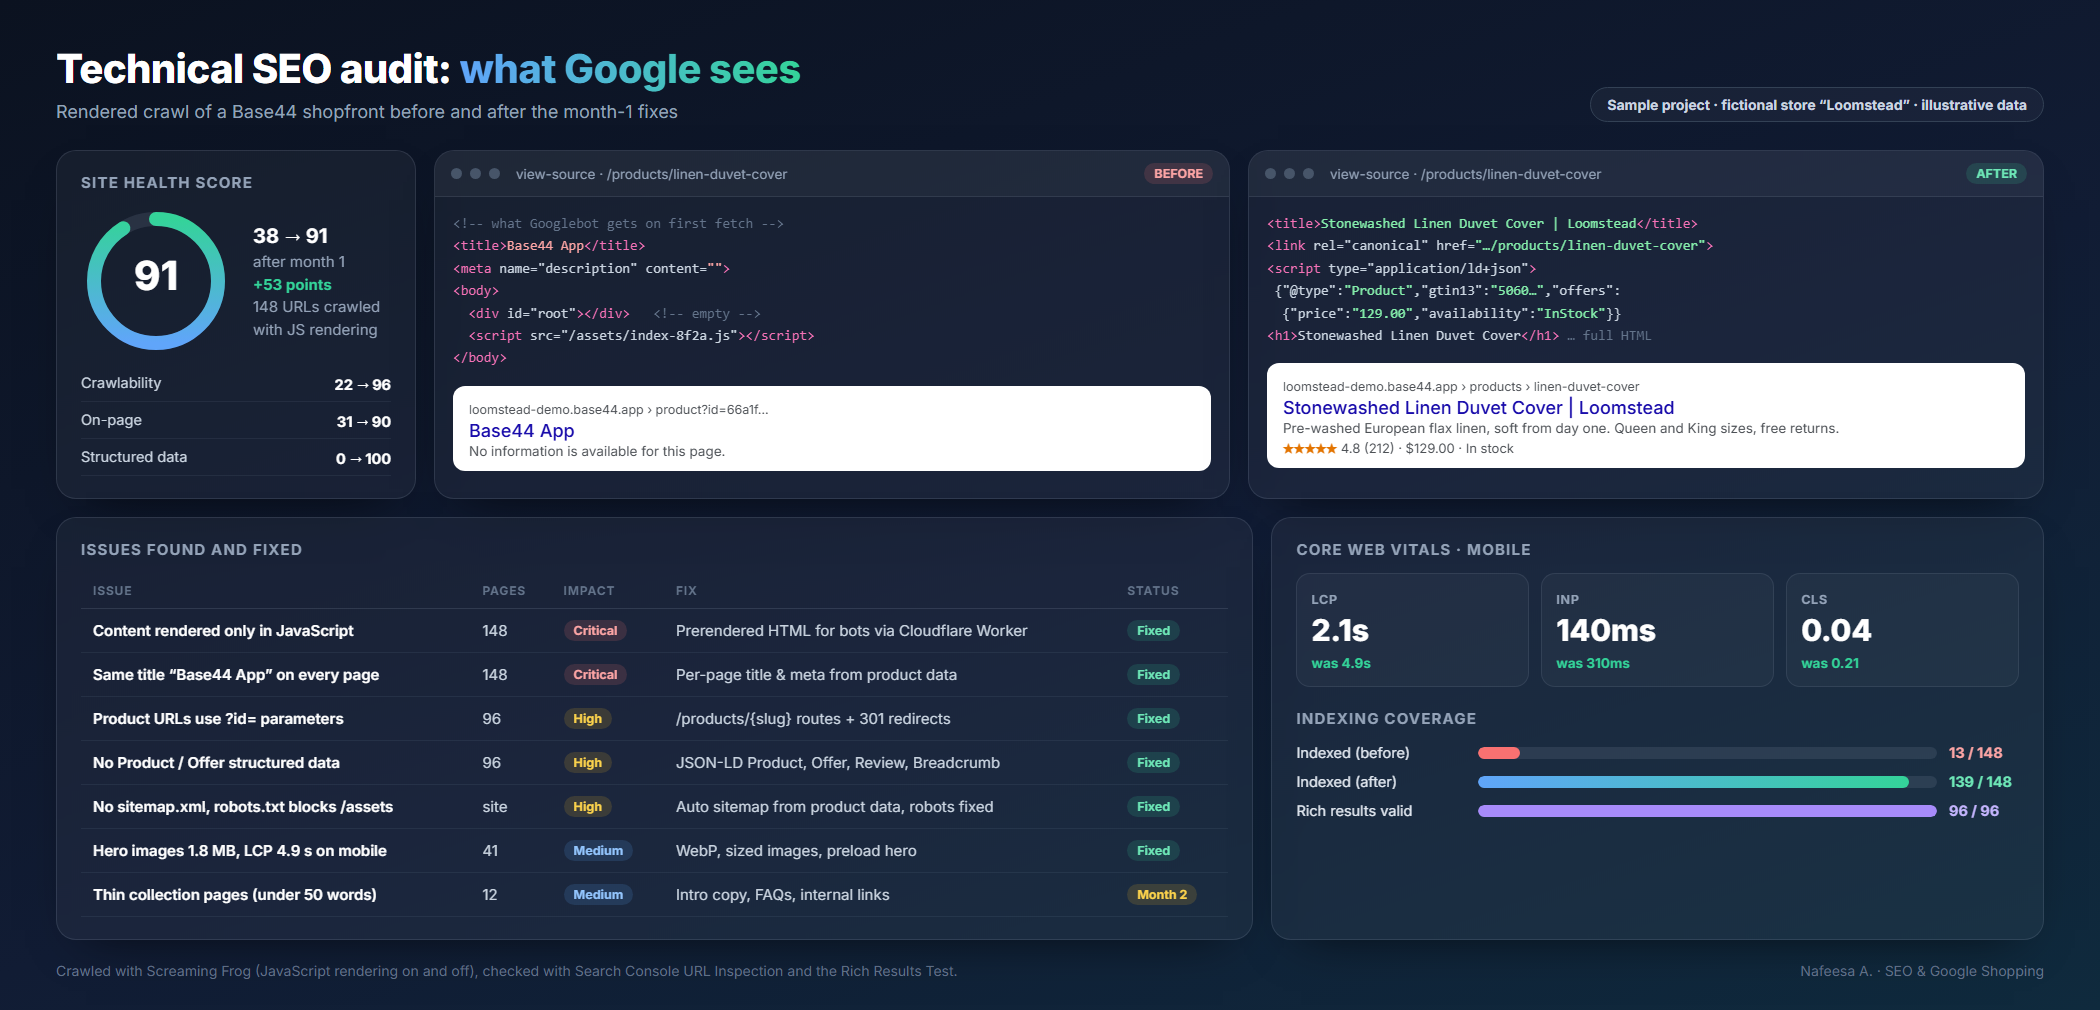 Technical SEO audit: what Google sees
Rendered crawl of a Base44 shopfront before and after the month-1 fixes
Sample project · fictional store “Loomstead” · illustrative data
SITE HEALTH SCORE
91
38 → 91
after month 1
+53 points
148 URLs crawled
with JS rendering
Crawlability 22 → 96
On-page 31 → 90
Structured data 0 → 100
view-source · /products/linen-duvet-cover BEFORE
<!-- what Googlebot gets on first fetch -->
<title>Base44 App</title>
<meta name="description" content="">
<body>
<div id="root"></div> <!-- empty -->
<script src="/assets/index-8f2a.js"></script>
</body>
loomstead-demo.base44.app › product?id=66a1f…
Base44 App
No information is available for this page.
view-source · /products/linen-duvet-cover AFTER
<title>Stonewashed Linen Duvet Cover | Loomstead</title>
<link rel="canonical" href="…/products/linen-duvet-cover">
<script type="application/ld+json">
{"@type":"Product","gtin13":"5060…","offers":
{"price":"129.00","availability":"InStock"}}
<h1>Stonewashed Linen Duvet Cover</h1> … full HTML
loomstead-demo.base44.app › products › linen-duvet-cover
Stonewashed Linen Duvet Cover | Loomstead
Pre-washed European flax linen, soft from day one. Queen and King sizes, free returns.
★★★★★ 4.8 (212) · $129.00 · In stock
ISSUES FOUND AND FIXED
ISSUE PAGES IMPACT FIX STATUS
Content rendered only in JavaScript 148 Critical Prerendered HTML for bots via Cloudflare Worker Fixed
Same title “Base44 App” on every page 148 Critical Per-page title & meta from product data Fixed
Product URLs use ?id= parameters 96 High /products/{slug} routes + 301 redirects Fixed
No Product / Offer structured data 96 High JSON-LD Product, Offer, Review, Breadcrumb Fixed
No sitemap.xml, robots.txt blocks /assets site High Auto sitemap from product data, robots fixed Fixed
Hero images 1.8 MB, LCP 4.9 s on mobile 41 Medium WebP, sized images, preload hero Fixed
Thin collection pages (under 50 words) 12 Medium Intro copy, FAQs, internal links Month 2
CORE WEB VITALS · MOBILE
LCP
2.1s
was 4.9s
INP
140ms
was 310ms
CLS
0.04
was 0.21
INDEXING COVERAGE
Indexed (before) 13 / 148
Indexed (after) 139 / 148
Rich results valid 96 / 96
Crawled with Screaming Frog (JavaScript rendering on and off), checked with Search Console URL Inspection and the Rich Results Test.
Nafeesa A. · SEO & Google Shopping